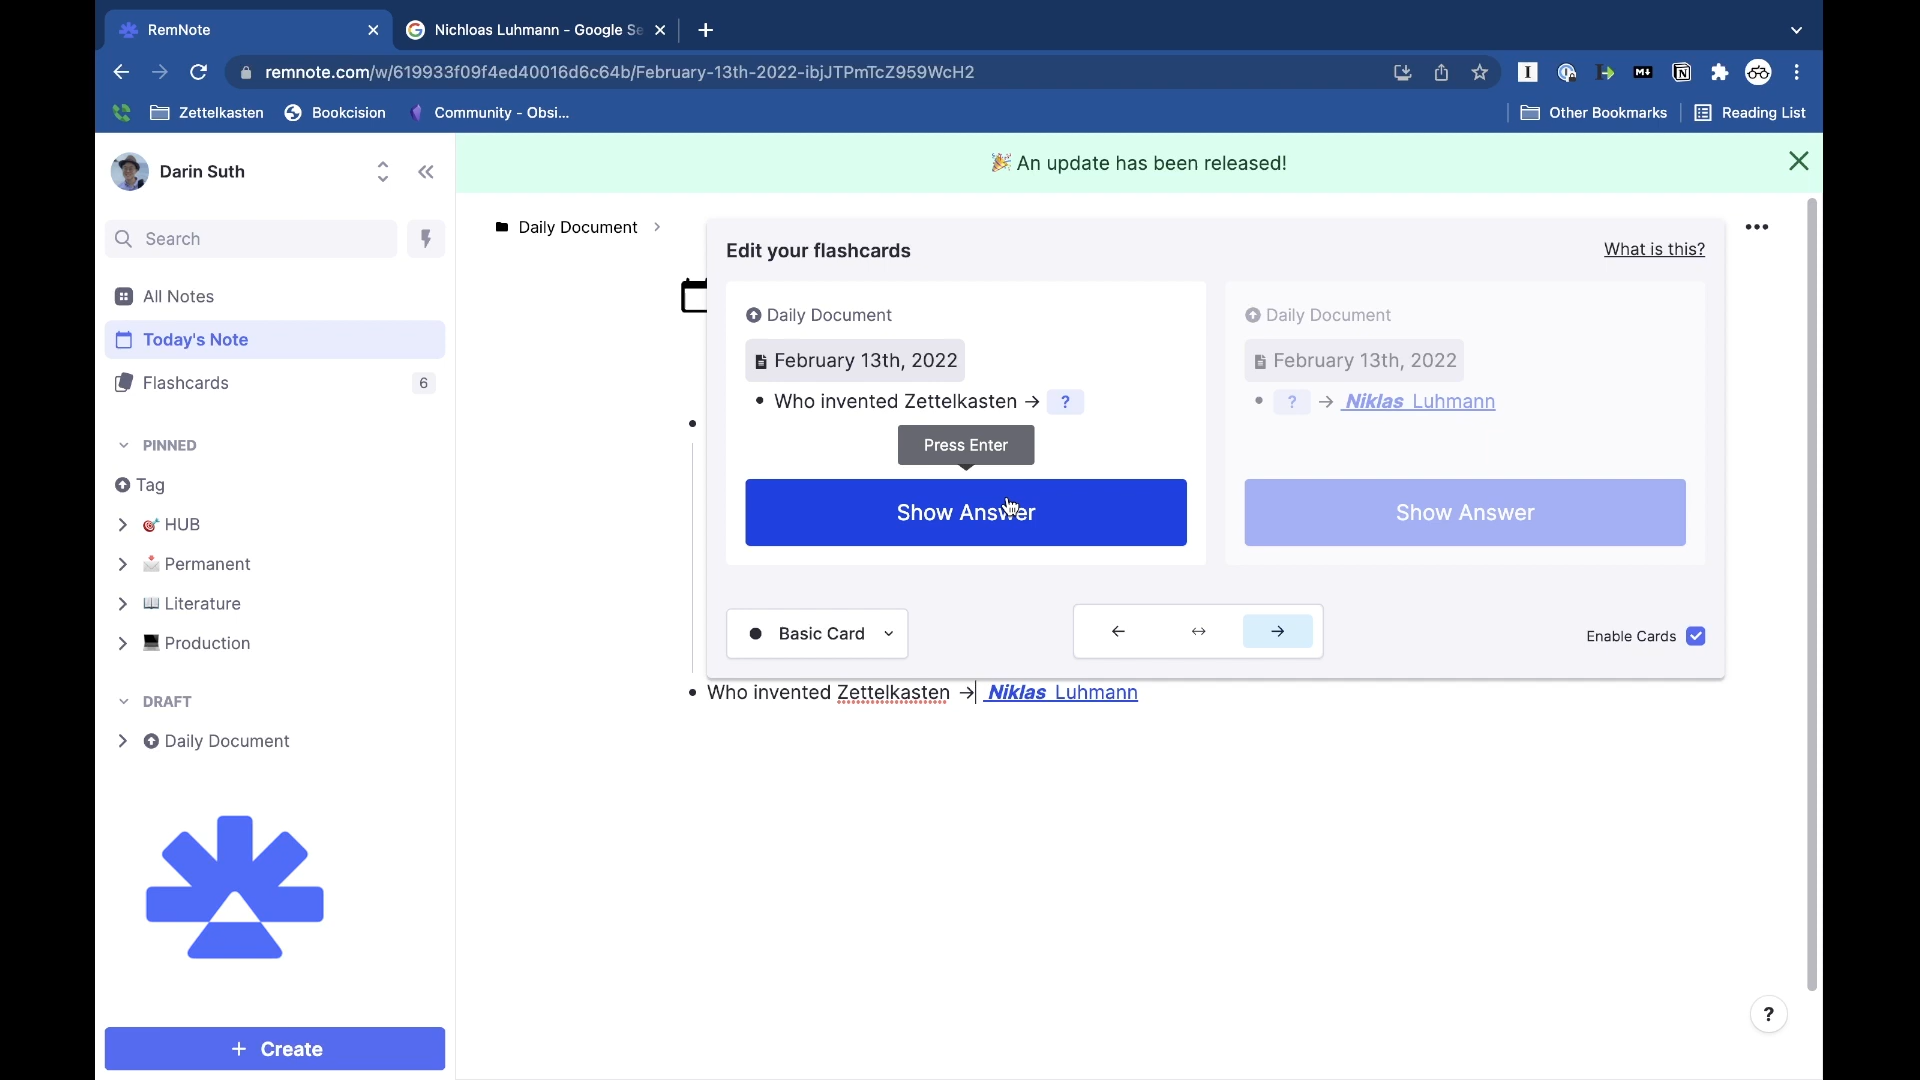 RemNote
Nichloas Luhmann - Google Se
remnote.com/w/619933f09f4ed40016d6c64b/February-13th-2022-ibjJTPmTcZ959WcH2
Zettelkasten
Bookcision
Community - Obsi...
Other Bookmarks
Reading List
Darin Suth
🎉 An update has been released!
Search
Daily Document
Edit your flashcards
What is this?
All Notes
Today's Note
Flashcards 6
Daily Document
February 13th, 2022
• Who invented Zettelkasten → ?
Press Enter
Show Answer
Daily Document
February 13th, 2022
• ? → Niklas Luhmann
Show Answer
PINNED
Tag
HUB
Permanent
Literature
Production
Basic Card
← ↔ →
Enable Cards
• Who invented Zettelkasten → Niklas Luhmann
DRAFT
Daily Document
?
+ Create